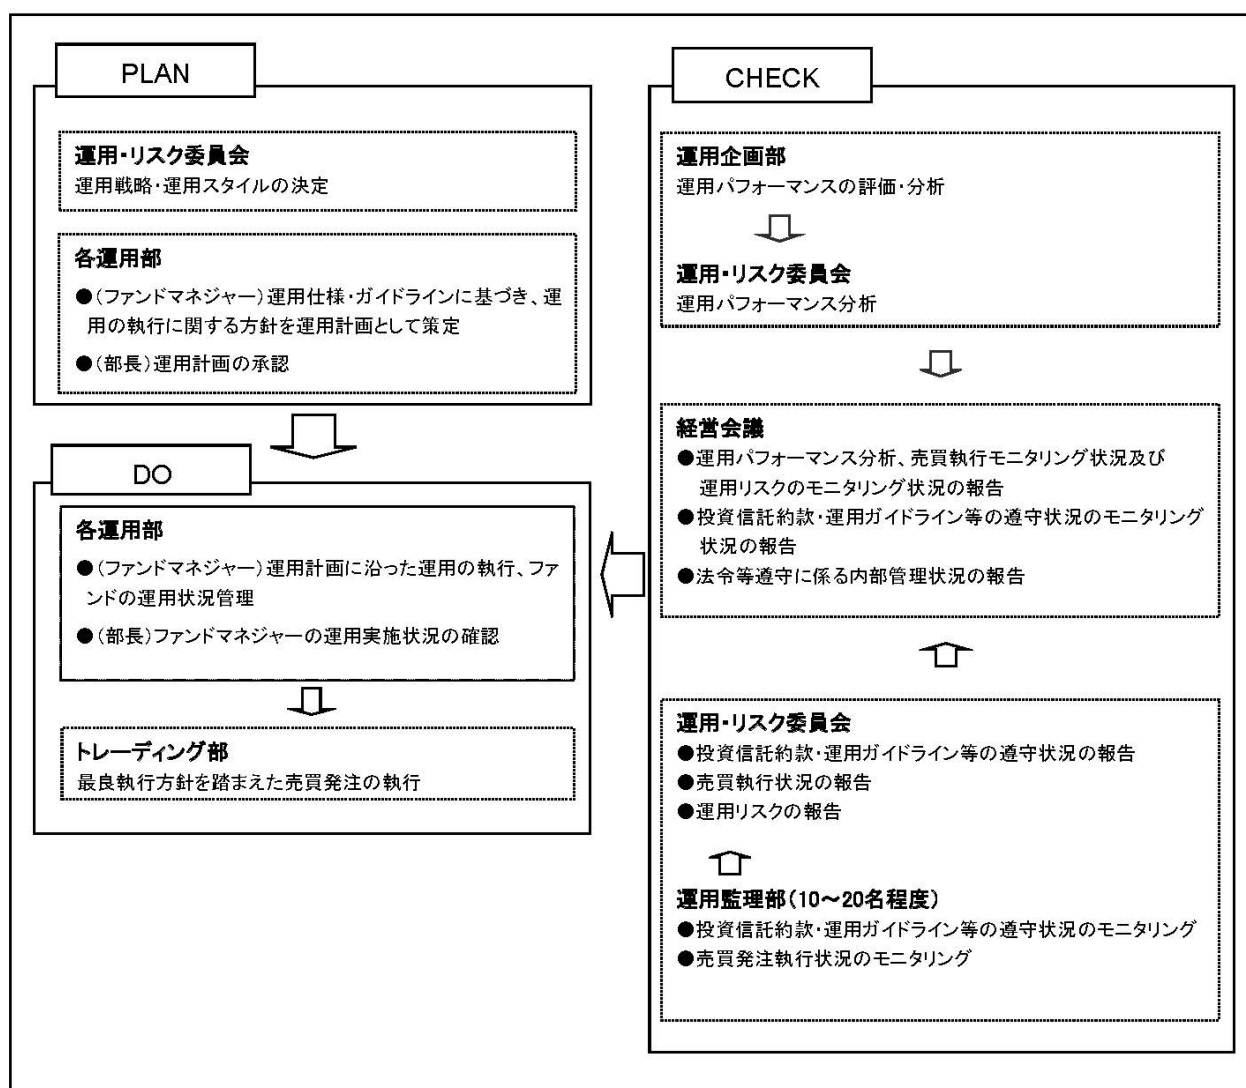 PLAN
運用・リスク委員会
運用戦略・運用スタイルの決定
各運用部
●（ファンドマネジャー）運用仕様・ガイドラインに基づき、運
用の執行に関する方針を運用計画として策定
●（部長）運用計画の承認
DO
各運用部
●（ファンドマネジャー）運用計画に沿った運用の執行、ファ
ンドの運用状況管理
●（部長）ファンドマネジャーの運用実施状況の確認
トレーディング部
最良執行方針を踏まえた売買発注の執行
CHECK
運用企画部
運用パフォーマンスの評価・分析
運用・リスク委員会
運用パフォーマンス分析
経営会議
●運用パフォーマンス分析、売買執行モニタリング状況及び
運用リスクのモニタリング状況の報告
●投資信託約款・運用ガイドライン等の遵守状況のモニタリング
状況の報告
●法令等遵守に係る内部管理状況の報告
運用・リスク委員会
●投資信託約款・運用ガイドライン等の遵守状況の報告
●売買執行状況の報告
●運用リスクの報告
運用監理部（10～20名程度）
●投資信託約款・運用ガイドライン等の遵守状況のモニタリング
●売買発注執行状況のモニタリング